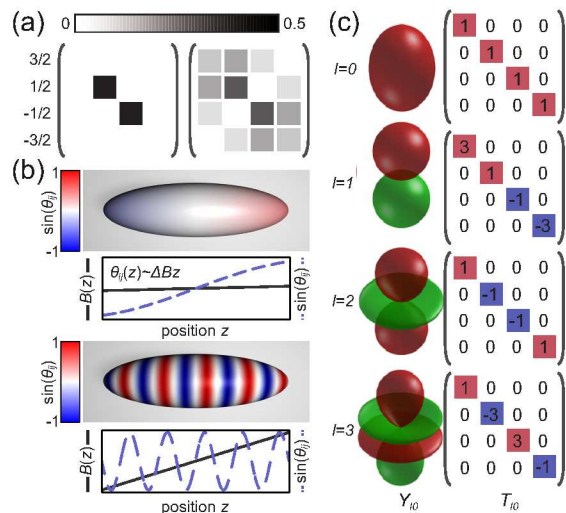 (a)
0 0.5
3/2
1/2
-1/2
-3/2
(b)
1
sin(θij)
-1
B(z)
θij(z)~ΔBz
sin(θij)
position z
1
sin(θij)
-1
B(z)
sin(θij)
position z
(c)
l=0
1 0 0 0
0 1 0 0
0 0 1 0
0 0 0 1
l=1
3 0 0 0
0 1 0 0
0 0 -1 0
0 0 0 -3
l=2
1 0 0 0
0 -1 0 0
0 0 -1 0
0 0 0 1
l=3
1 0 0 0
0 -3 0 0
0 0 3 0
0 0 0 -1
Yl0 Tl0